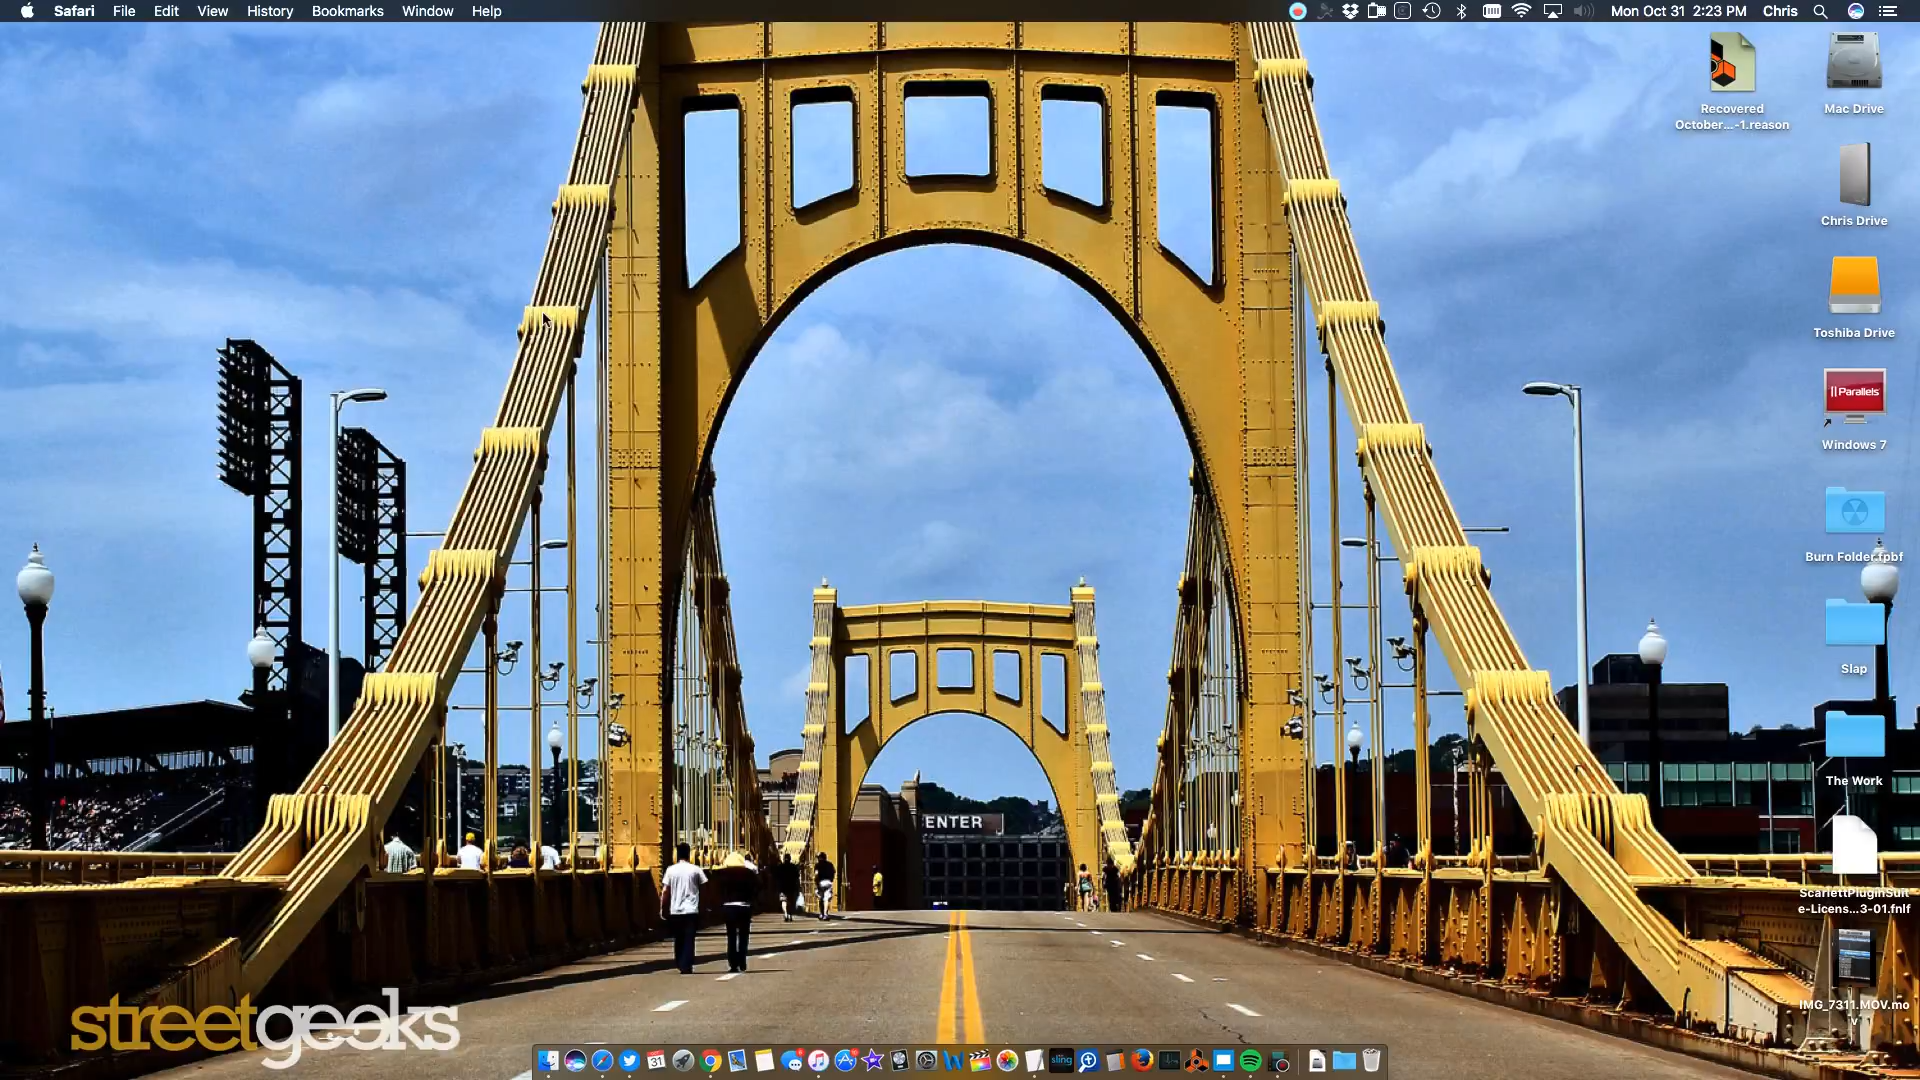 Safari File Edit View History Bookmarks Window Help
Mon Oct 31 2:23 PM Chris
Recovered
October...-1.reason
Mac Drive
Chris Drive
Toshiba Drive
Parallels
Windows 7
Burn Folder.fpbf
Slap
The Work
ScarlettPluginSuit
e-Licens...3-01.fnlf
IMG_7311.MOV.mo
v
ENTER
streetgeeks
31
sling